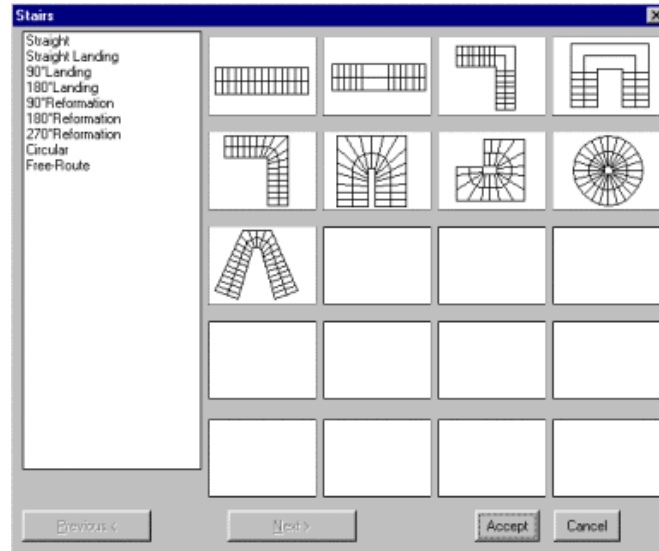 Stairs
Straight
Straight Landing
90°Landing
180°Landing
90°Reformation
180°Reformation
270°Reformation
Circular
Free-Route
Previous <
Next >
Accept
Cancel